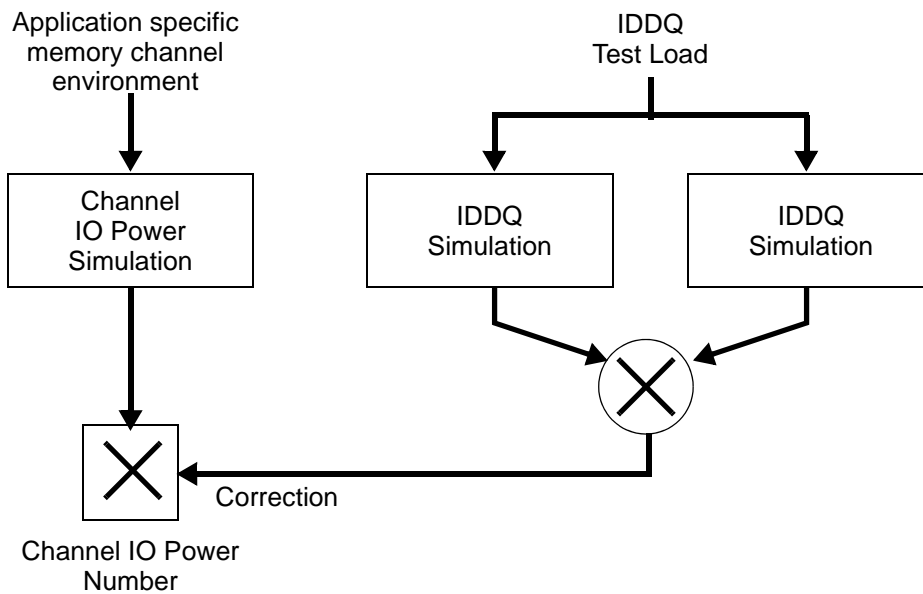 Application specific
memory channel
environment
IDDQ
Test Load
Channel
IO Power
Simulation
IDDQ
Simulation
IDDQ
Simulation
Correction
Channel IO Power
Number